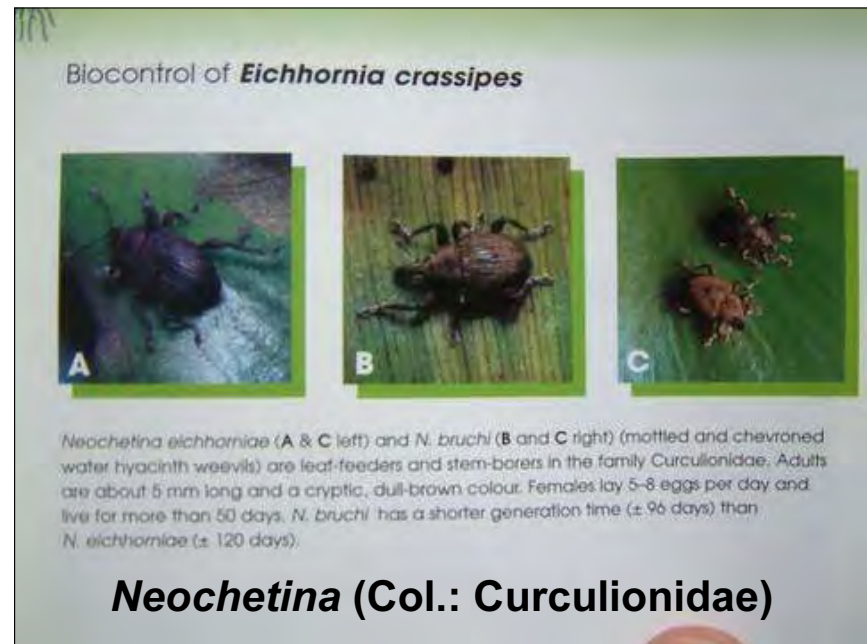 Biocontrol of Eichhornia crassipes
A
B
C
Neochetina eichhorniae (A & C left) and N. bruchi (B and C right) (mottled and chevroned
water hyacinth weevils) are leaf-feeders and stem-borers in the family Curculionidae. Adults
are about 5 mm long and a cryptic, dull-brown colour. Females lay 5-8 eggs per day and
live for more than 50 days. N. bruchi has a shorter generation time (± 96 days) than
N. eichhorniae (± 120 days).
Neochetina (Col.: Curculionidae)